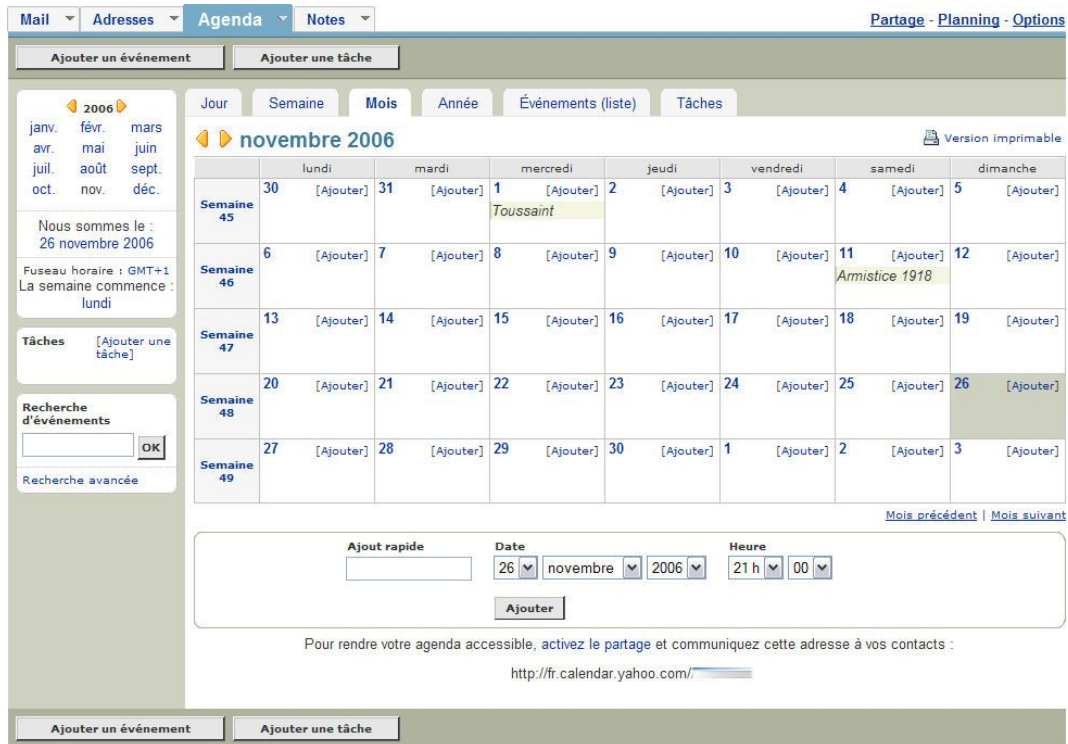 Mail Adresses Agenda Notes Partage - Planning - Options
Ajouter un événement Ajouter une tâche
2006
janv. févr. mars
avr. mai juin
juil. août sept.
oct. nov. déc.
Nous sommes le :
26 novembre 2006
Fuseau horaire : GMT+1
La semaine commence :
lundi
Tâches [Ajouter une
tâche]
Recherche
d'événements
OK
Recherche avancée
Jour Semaine Mois Année Événements (liste) Tâches
novembre 2006 Version imprimable
lundi mardi mercredi jeudi vendredi samedi dimanche
Semaine 45 30 [Ajouter] 31 [Ajouter] 1 [Ajouter] 2 [Ajouter] 3 [Ajouter] 4 [Ajouter] 5 [Ajouter]
Toussaint
Semaine 46 6 [Ajouter] 7 [Ajouter] 8 [Ajouter] 9 [Ajouter] 10 [Ajouter] 11 [Ajouter] 12 [Ajouter]
Armistice 1918
Semaine 47 13 [Ajouter] 14 [Ajouter] 15 [Ajouter] 16 [Ajouter] 17 [Ajouter] 18 [Ajouter] 19 [Ajouter]
Semaine 48 20 [Ajouter] 21 [Ajouter] 22 [Ajouter] 23 [Ajouter] 24 [Ajouter] 25 [Ajouter] 26 [Ajouter]
Semaine 49 27 [Ajouter] 28 [Ajouter] 29 [Ajouter] 30 [Ajouter] 1 [Ajouter] 2 [Ajouter] 3 [Ajouter]
Mois précédent | Mois suivant
Ajout rapide Date Heure
26 novembre 2006 21 h 00
Ajouter
Pour rendre votre agenda accessible, activez le partage et communiquez cette adresse à vos contacts :
http://fr.calendar.yahoo.com/
Ajouter un événement Ajouter une tâche